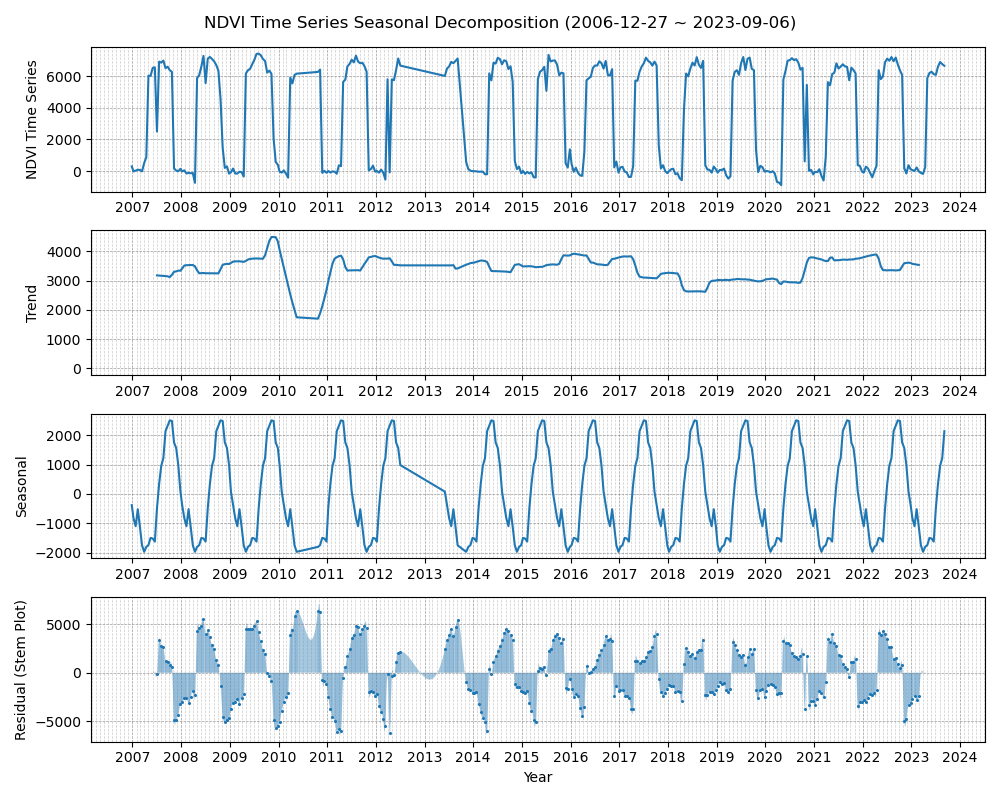 NDVI Time Series Seasonal Decomposition (2006-12-27 ~ 2023-09-06)
NDVI Time Series
6000
4000
2000
0
2007 2008 2009 2010 2011 2012 2013 2014 2015 2016 2017 2018 2019 2020 2021 2022 2023 2024
Trend
4000
3000
2000
1000
0
2007 2008 2009 2010 2011 2012 2013 2014 2015 2016 2017 2018 2019 2020 2021 2022 2023 2024
Seasonal
2000
1000
0
−1000
−2000
2007 2008 2009 2010 2011 2012 2013 2014 2015 2016 2017 2018 2019 2020 2021 2022 2023 2024
Residual (Stem Plot)
5000
0
−5000
2007 2008 2009 2010 2011 2012 2013 2014 2015 2016 2017 2018 2019 2020 2021 2022 2023 2024
Year